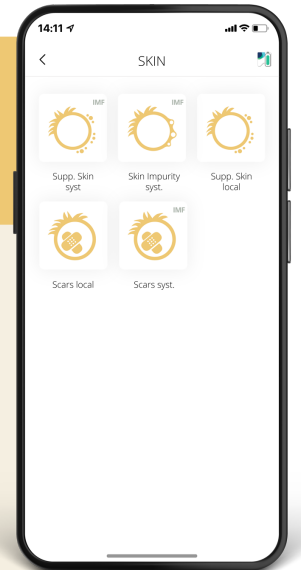 14:11
SKIN
IMF
IMF
Supp. Skin
syst
Skin Impurity
syst.
Supp. Skin
local
IMF
Scars local
Scars syst.